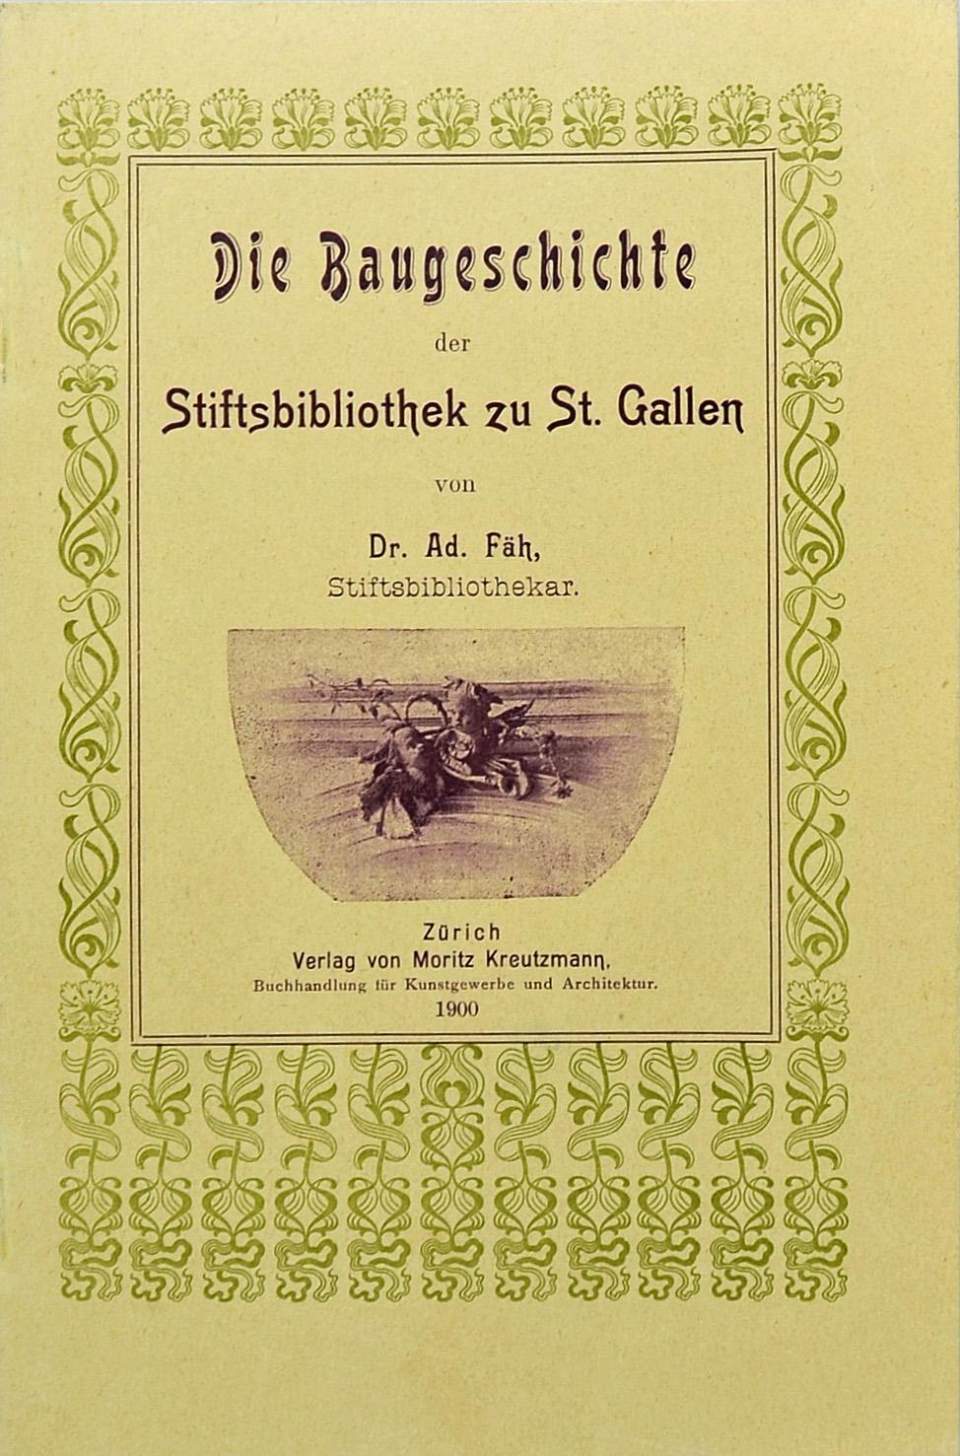 Die Baugeschichte
der
Stiftsbibliothek zu St. Gallen
von
Dr. Ad. Fäh,
Stiftsbibliothekar.
Zürich
Verlag von Moritz Kreutzmann,
Buchhandlung für Kunstgewerbe und Architektur.
1900